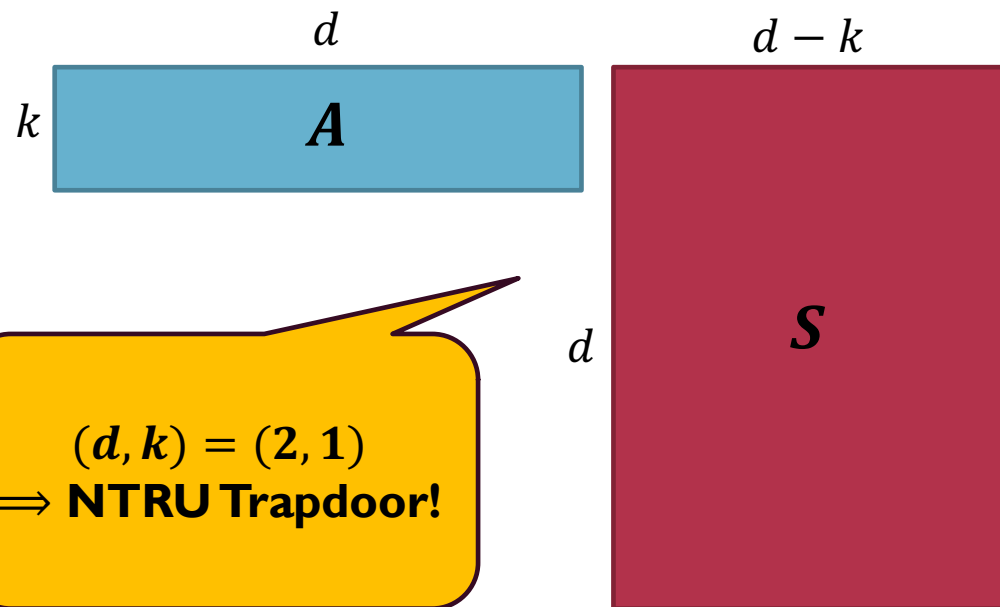 d
d − k
k
A
d
S
(d, k) = (2, 1)
⟹ NTRU Trapdoor!